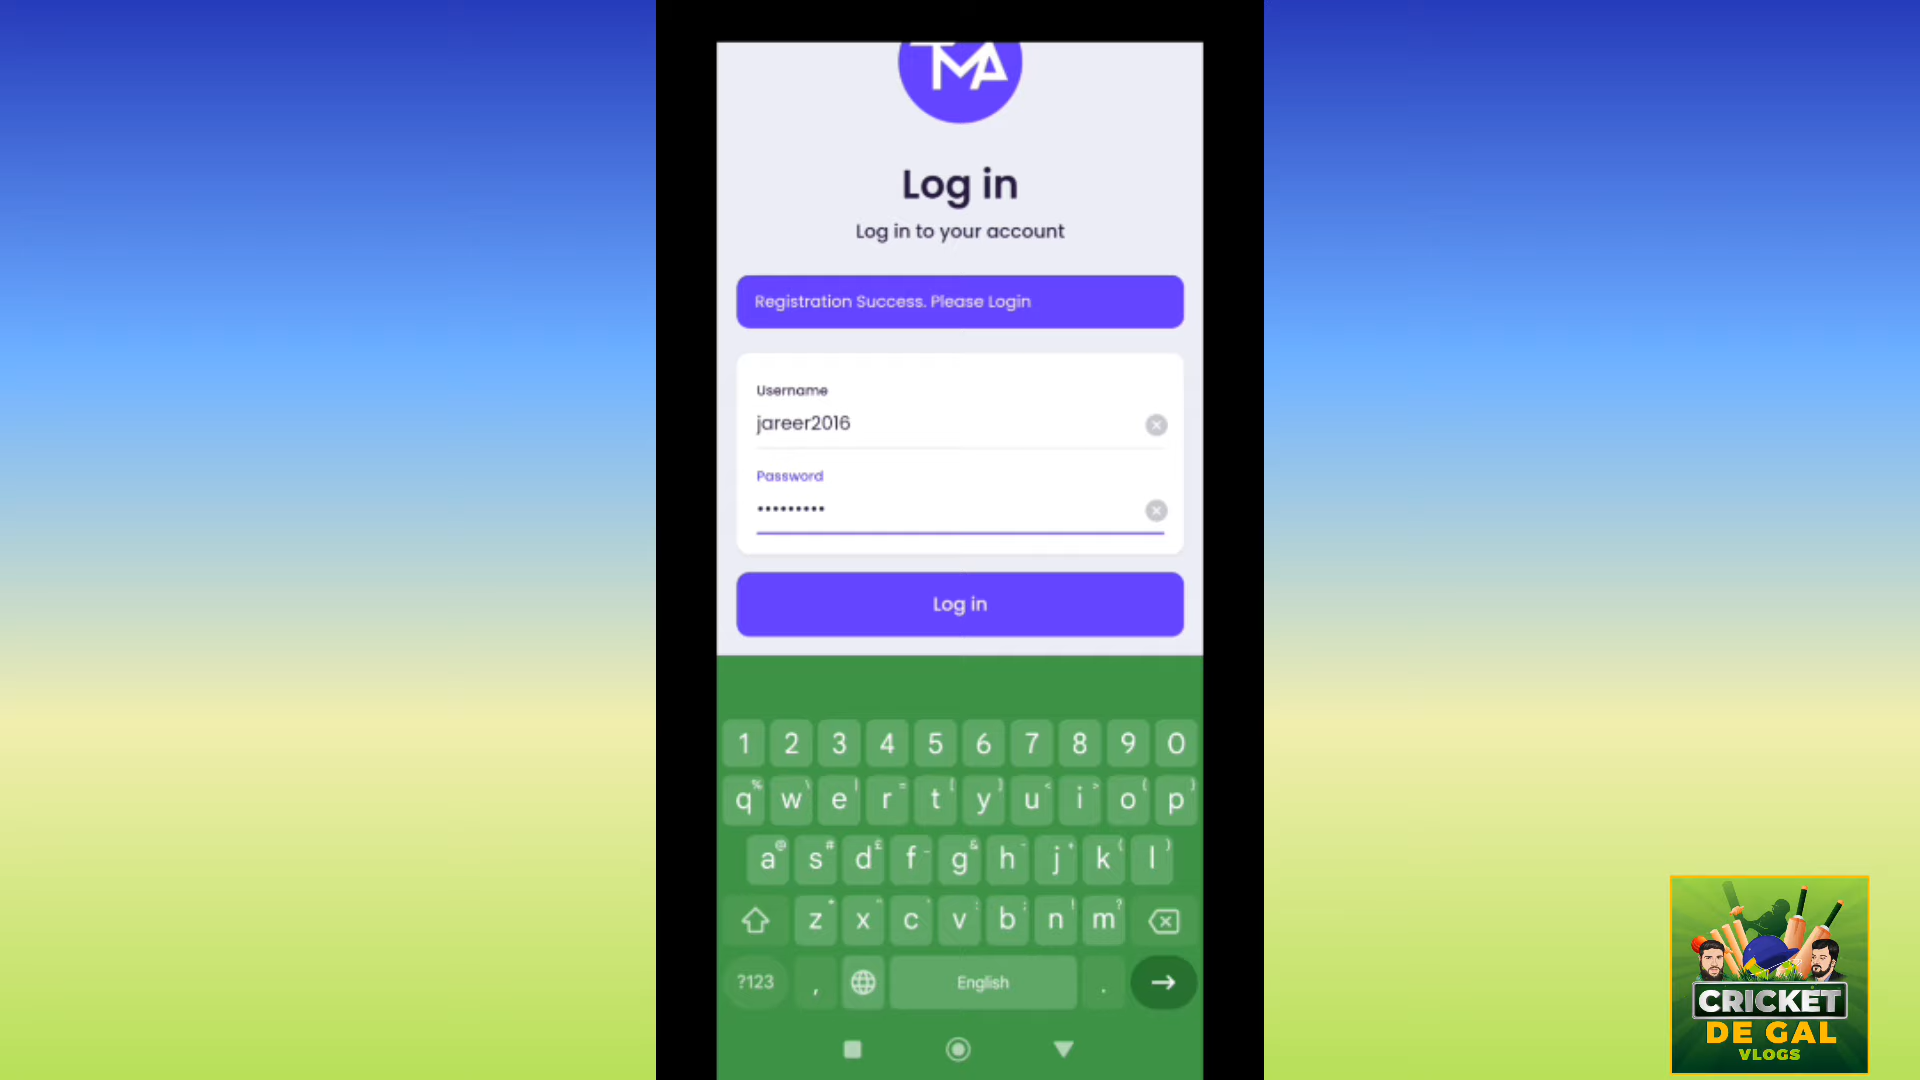 TMA
Log in
Log in to your account
Registration Success. Please Login
Username
jareer2016
Password
•••••••••
Log in
1 2 3 4 5 6 7 8 9 0
q w e r t y u i o p
a s d f g h j k l
z x c v b n m
?123 , English .
CRICKET
DE GAL
VLOGS